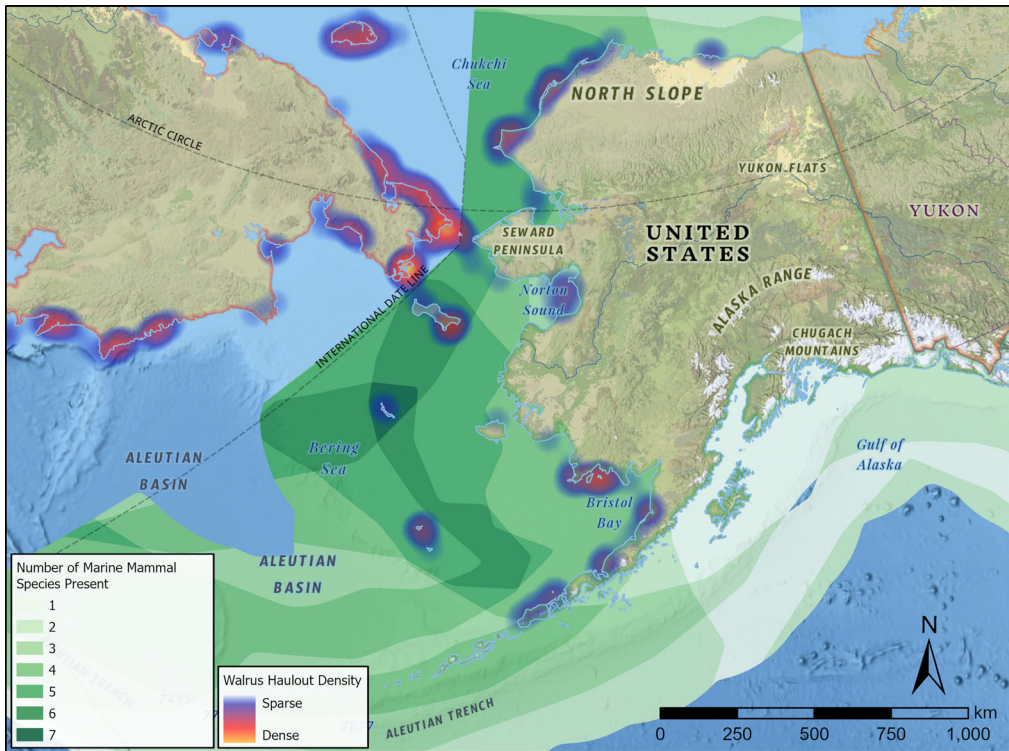 Chukchi
Sea
NORTH SLOPE
ARCTIC CIRCLE
YUKON FLATS
YUKON
SEWARD
PENINSULA
UNITED
STATES
Norton
Sound
ALASKA RANGE
INTERNATIONAL DATE LINE
CHUGACH
MOUNTAINS
Bering
Sea
ALEUTIAN
BASIN
Gulf of
Alaska
Bristol
Bay
ALEUTIAN
BASIN
Number of Marine Mammal
Species Present
1
2
3
4
5
6
7
Walrus Haulout Density
Sparse
Dense
TRENCH
7415
7577
ALEUTIAN TRENCH
N
km
0 250 500 750 1,000